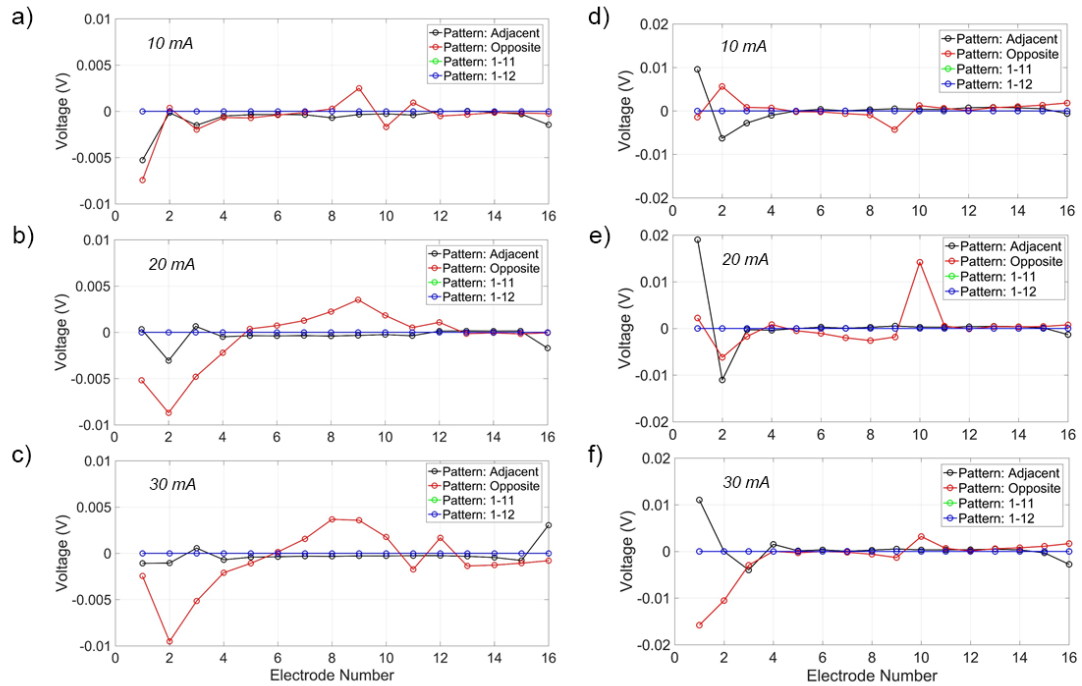 a)
10 mA
Pattern: Adjacent
Pattern: Opposite
Pattern: 1-11
Pattern: 1-12
Voltage (V)
0.01
0.005
0
-0.005
-0.01
0 2 4 6 8 10 12 14 16
b)
20 mA
Pattern: Adjacent
Pattern: Opposite
Pattern: 1-11
Pattern: 1-12
Voltage (V)
0.01
0.005
0
-0.005
-0.01
0 2 4 6 8 10 12 14 16
c)
30 mA
Pattern: Adjacent
Pattern: Opposite
Pattern: 1-11
Pattern: 1-12
Voltage (V)
0.01
0.005
0
-0.005
-0.01
0 2 4 6 8 10 12 14 16
Electrode Number
d)
10 mA
Pattern: Adjacent
Pattern: Opposite
Pattern: 1-11
Pattern: 1-12
Voltage (V)
0.02
0.01
0
-0.01
-0.02
0 2 4 6 8 10 12 14 16
e)
20 mA
Pattern: Adjacent
Pattern: Opposite
Pattern: 1-11
Pattern: 1-12
Voltage (V)
0.02
0.01
0
-0.01
-0.02
0 2 4 6 8 10 12 14 16
f)
30 mA
Pattern: Adjacent
Pattern: Opposite
Pattern: 1-11
Pattern: 1-12
Voltage (V)
0.02
0.01
0
-0.01
-0.02
0 2 4 6 8 10 12 14 16
Electrode Number